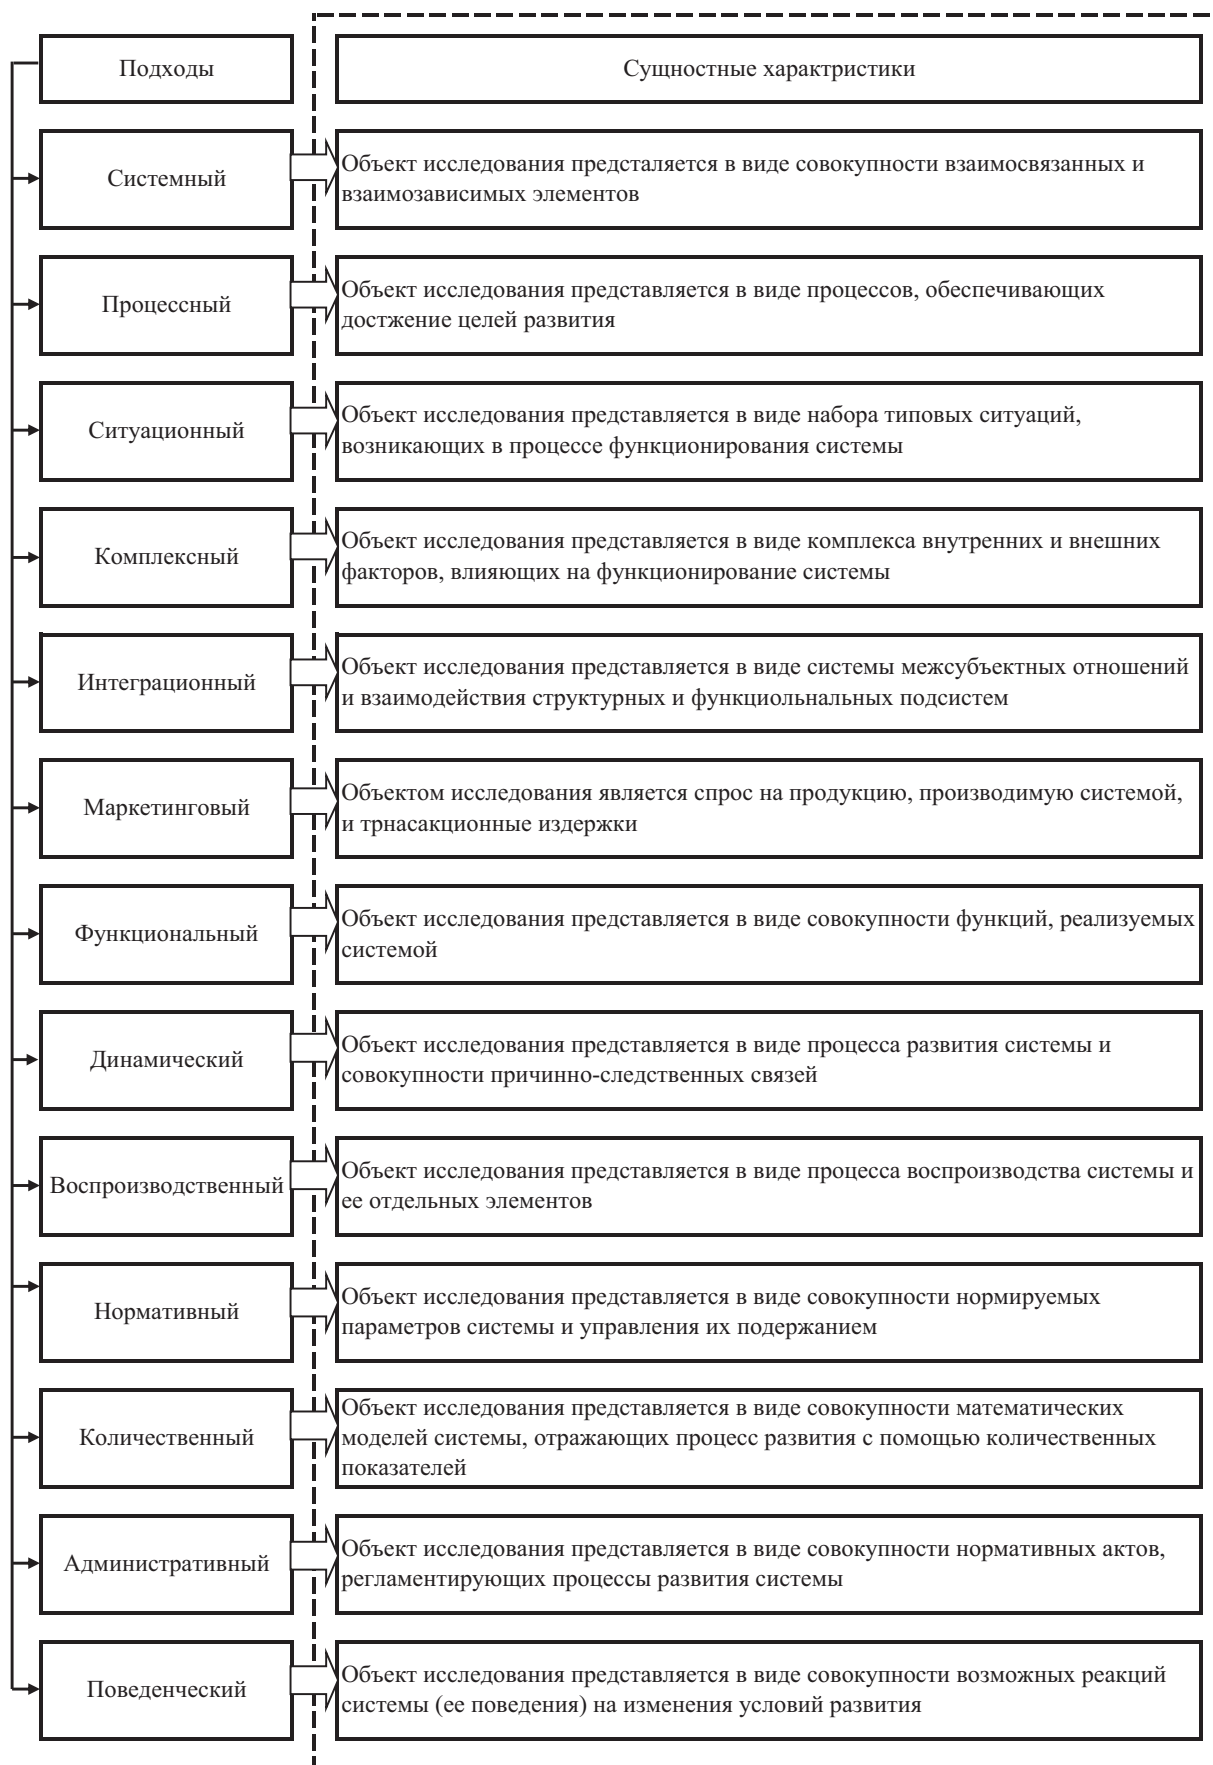 Подходы
Сущностные характристики
Системный
Объект исследования предсталяется в виде совокупности взаимосвязанных и
взаимозависимых элементов
Процессный
Объект исследования представляется в виде процессов, обеспечивающих
достжение целей развития
Ситуационный
Объект исследования представляется в виде набора типовых ситуаций,
возникающих в процессе функционирования системы
Комплексный
Объект исследования представляется в виде комплекса внутренних и внешних
факторов, влияющих на функционирование системы
Интеграционный
Объект исследования представляется в виде системы межсубъектных отношений
и взаимодействия структурных и функциольнальных подсистем
Маркетинговый
Объектом исследования является спрос на продукцию, производимую системой,
и трнасакционные издержки
Функциональный
Объект исследования представляется в виде совокупности функций, реализуемых
системой
Динамический
Объект исследования представляется в виде процесса развития системы и
совокупности причинно-следственных связей
Воспроизводственный
Объект исследования представляется в виде процесса воспроизводства системы и
ее отдельных элементов
Нормативный
Объект исследования представляется в виде совокупности нормируемых
параметров системы и управления их подержанием
Количественный
Объект исследования представляется в виде совокупности математических
моделей системы, отражающих процесс развития с помощью количественных
показателей
Административный
Объект исследования представляется в виде совокупности нормативных актов,
регламентирующих процессы развития системы
Поведенческий
Объект исследования представляется в виде совокупности возможных реакций
системы (ее поведения) на изменения условий развития